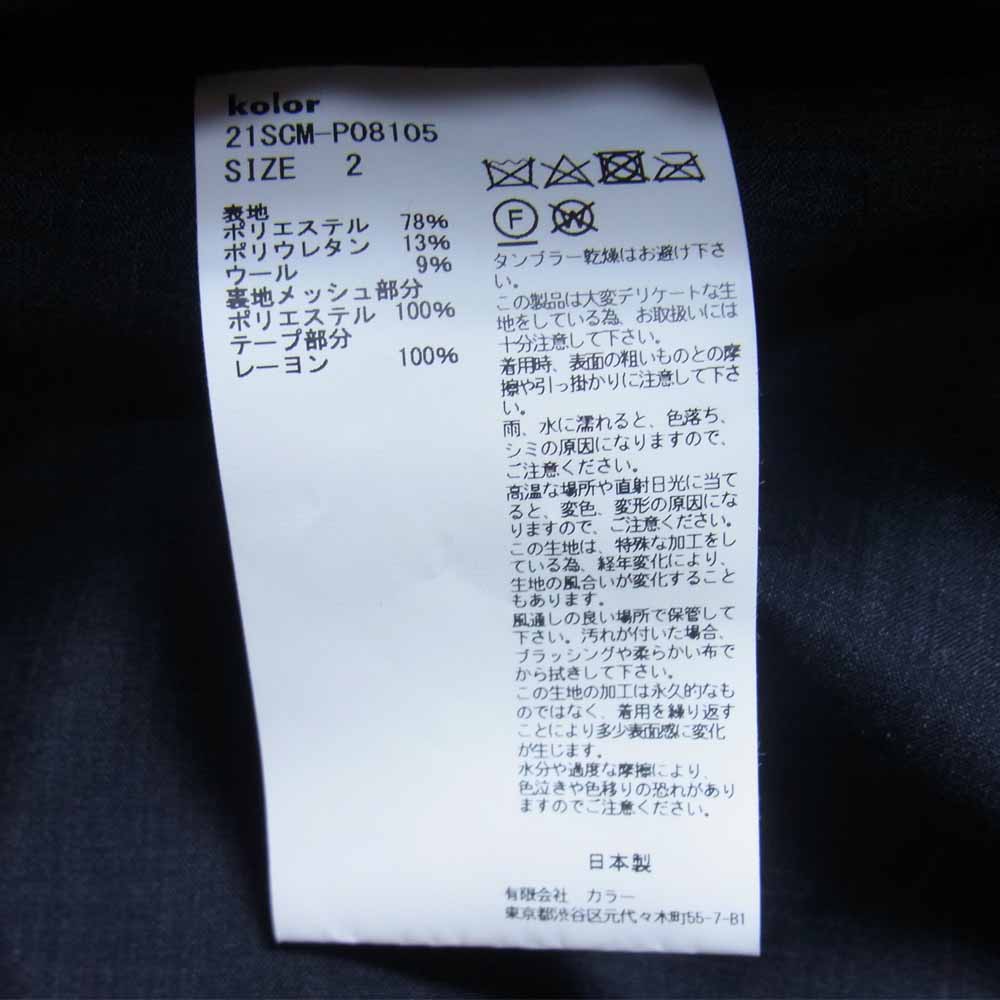 kolor
21SCM-P08105
SIZE 2
表地
ポリエステル 78%
ポリウレタン 13%
ウール 9%
裏地メッシュ部分
ポリエステル 100%
テープ部分
レーヨン 100%
F W
タンブラー乾燥はお避け下さ
い。
この製品は大変デリケートな生
地をしている為、お取扱いには
十分注意して下さい。
着用時、表面の粗いものとの摩
擦や引っ掛かりに注意して下さ
い。
雨、水に濡れると、色落ち、
シミの原因になりますので、
ご注意ください。
高温な場所や直射日光に当て
ると、変色、変形の原因にな
りますので、ご注意ください。
この生地は、特殊な加工をし
ている為、経年変化により、
生地の風合いが変化すること
もあります。
風通しの良い場所で保管して
下さい。汚れが付いた場合、
ブラッシングや柔らかい布で
から拭きして下さい。
この生地の加工は永久的なも
のではなく、着用を繰り返す
ことにより多少表面感に変化
が生じます。
水分や過度な摩擦により、
色泣きや色移りの恐れがあり
ますのでご注意ください。
日本製
有限会社 カラー
東京都渋谷区元代々木町55-7-B1